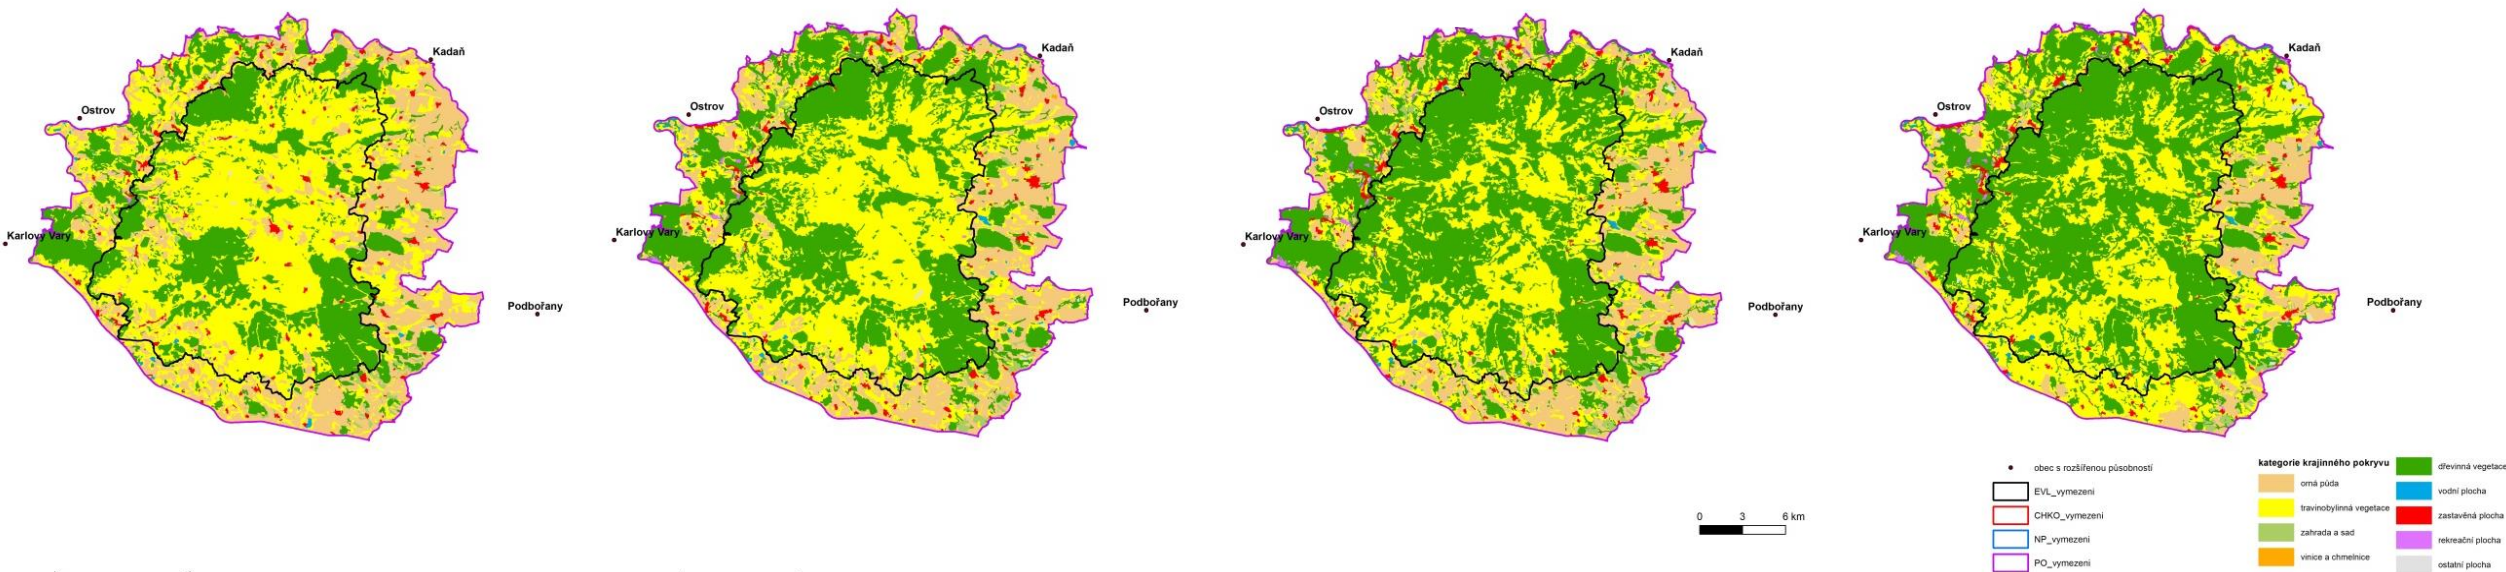 Kadaň
Ostrov
Karlovy Vary
Podbořany
Kadaň
Ostrov
Karlovy Vary
Podbořany
Kadaň
Ostrov
Karlovy Vary
Podbořany
Kadaň
Ostrov
Karlovy Vary
Podbořany
0 3 6 km
obec s rozšířenou působností
EVL_vymezeni
CHKO_vymezeni
NP_vymezeni
PO_vymezeni
kategorie krajinného pokryvu
orná půda
travinobylinná vegetace
zahrada a sad
vinice a chmelnice
dřevinná vegetace
vodní plocha
zastavěná plocha
rekreační plocha
ostatní plocha